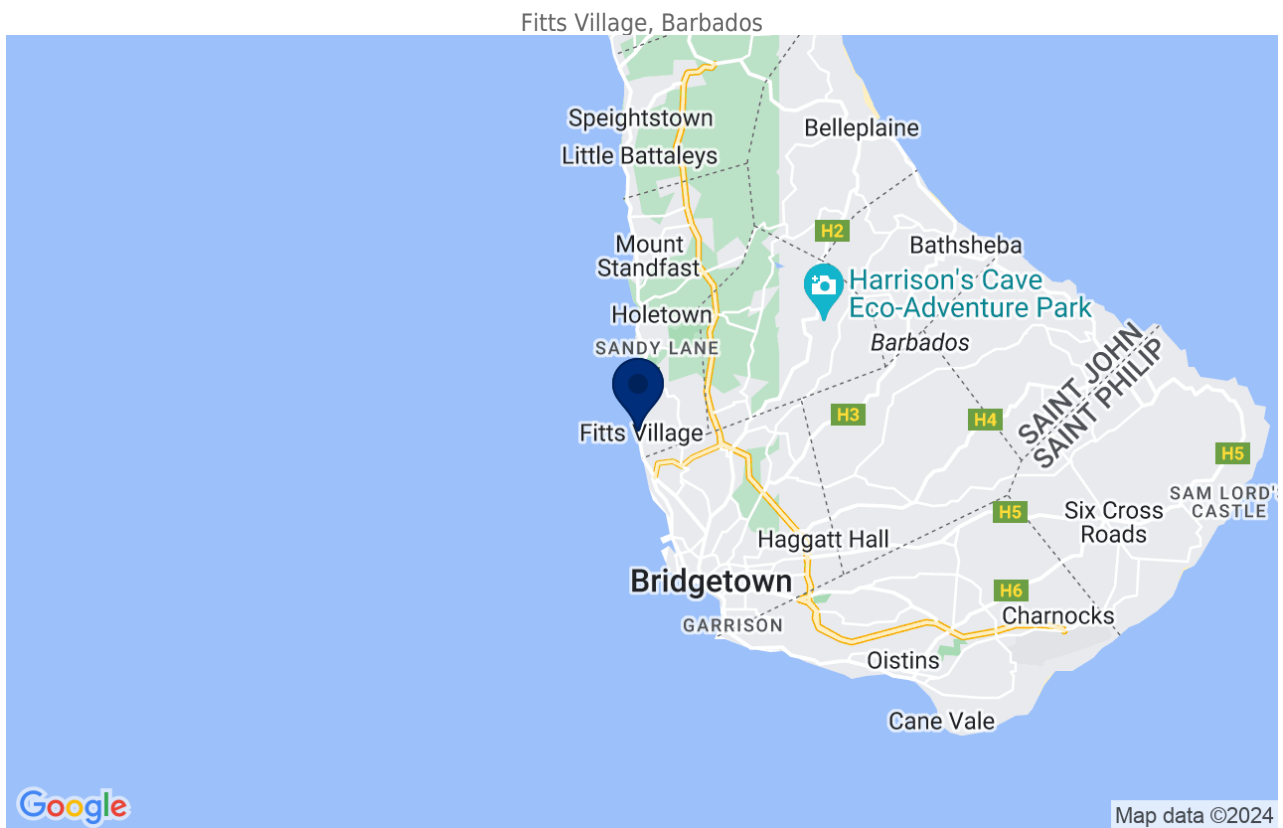 Fitts Village, Barbados
Speightstown
Belleplaine
Little Battaleys
H2
Mount
Standfast
Bathsheba
Harrison's Cave
Eco-Adventure Park
Holetown
SANDY LANE
Barbados
SAINT JOHN
SAINT PHILIP
H3
H4
Fitts Village
H5
SAM LORD'S
CASTLE
H5
Six Cross
Roads
Haggatt Hall
Bridgetown
H6
Charnocks
GARRISON
Oistins
Cane Vale
Google
Map data ©2024